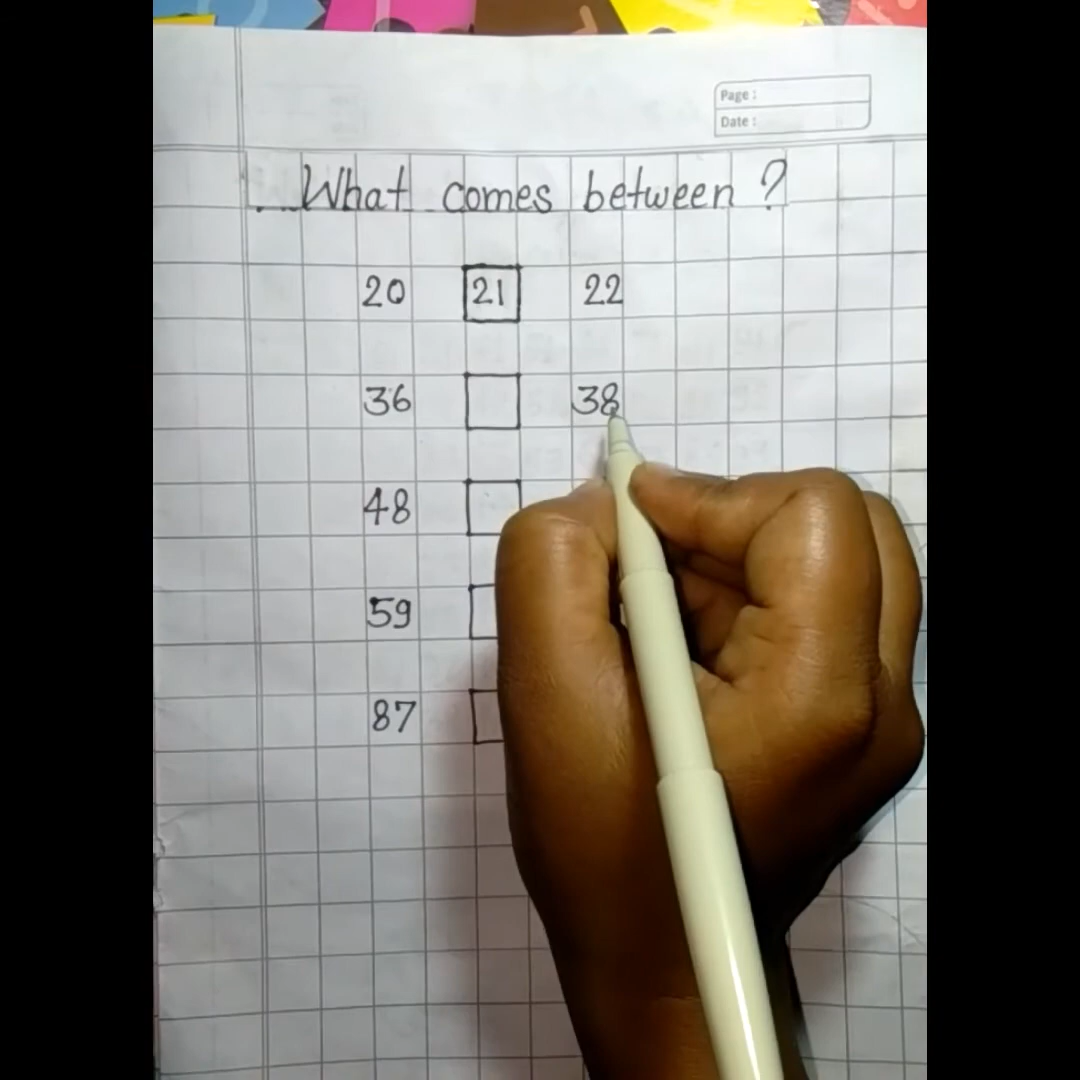 Page :
Date :
What comes between ?
20 21 22
36 38
48
59
87